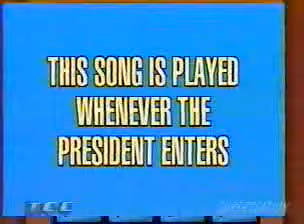 THIS SONG IS PLAYED
WHENEVER THE
PRESIDENT ENTERS